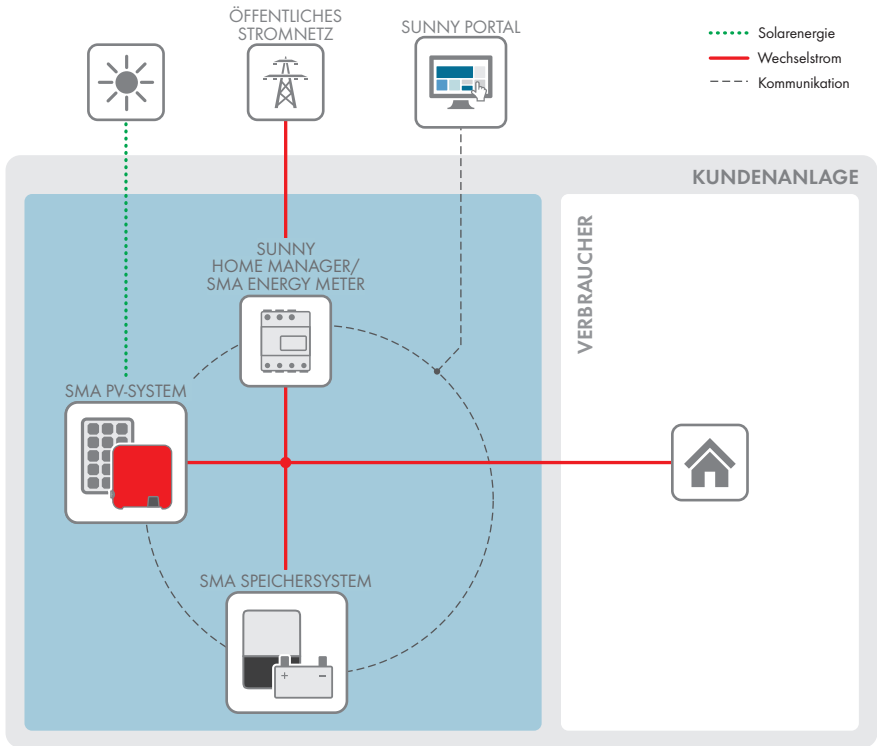 ÖFFENTLICHES
STROMNETZ
SUNNY PORTAL
Solarenergie
Wechselstrom
Kommunikation
KUNDENANLAGE
VERBRAUCHER
SUNNY
HOME MANAGER/
SMA ENERGY METER
SMA PV-SYSTEM
SMA SPEICHERSYSTEM
+ −